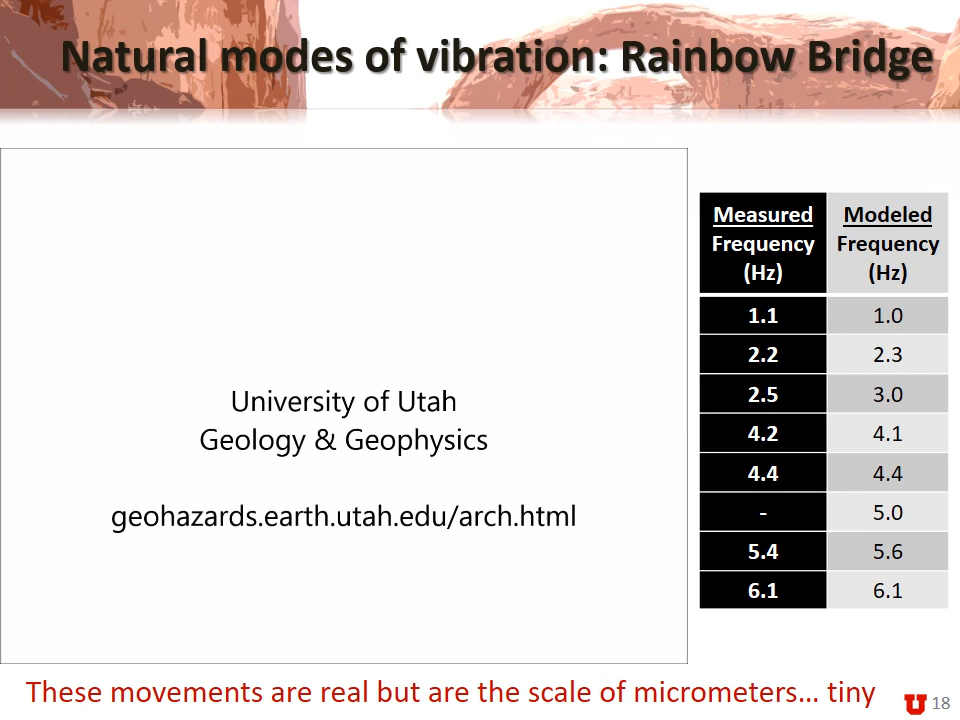 Natural modes of vibration: Rainbow Bridge
University of Utah
Geology & Geophysics
geohazards.earth.utah.edu/arch.html
Measured Frequency (Hz) Modeled Frequency (Hz)
1.1 1.0
2.2 2.3
2.5 3.0
4.2 4.1
4.4 4.4
- 5.0
5.4 5.6
6.1 6.1
These movements are real but are the scale of micrometers... tiny
U 18